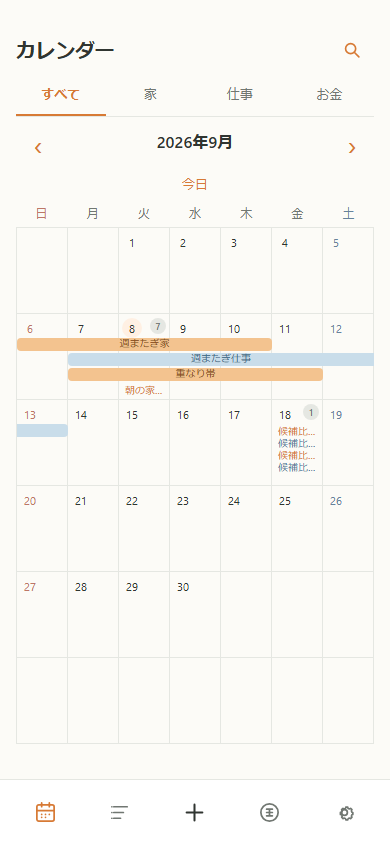 カレンダー
すべて 家 仕事 お金
‹ 2026年9月 ›
今日
日 月 火 水 木 金 土
1 2 3 4 5
6 7 8 7 9 10 11 12
週またぎ家
週またぎ仕事
重なり帯
朝の家…
13 14 15 16 17 18 1 19
候補比…
候補比…
候補比…
候補比…
20 21 22 23 24 25 26
27 28 29 30